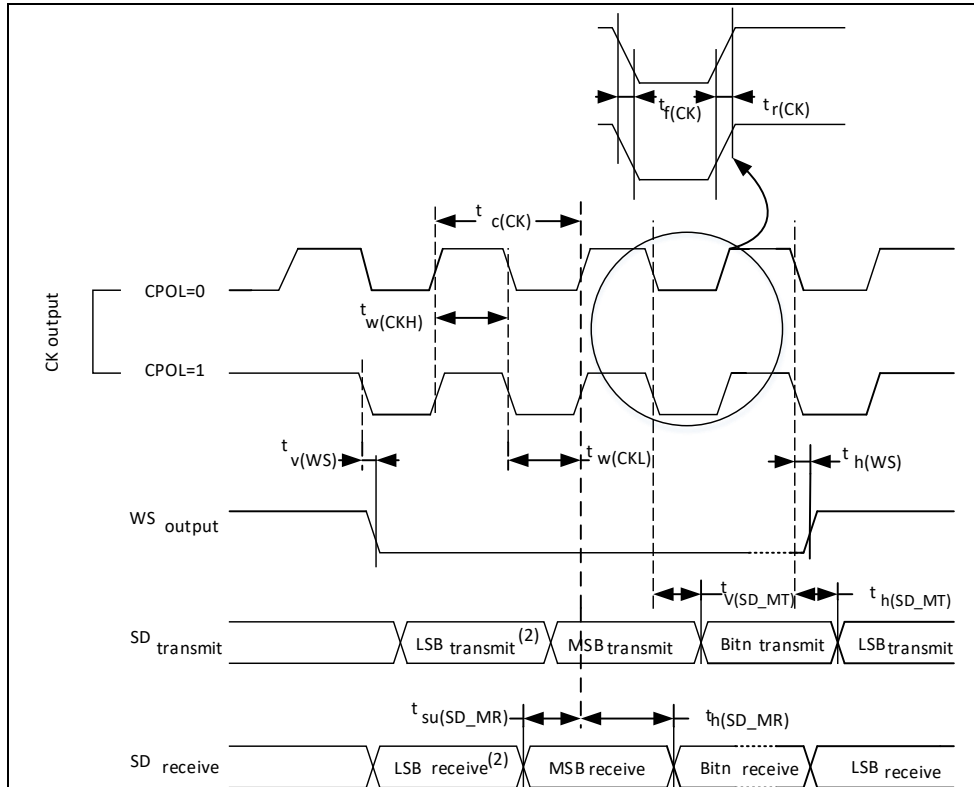 t f(CK)
t r(CK)
t c(CK)
CK output
CPOL=0
t w(CKH)
CPOL=1
t v(WS)
t w(CKL)
t h(WS)
WS output
t V(SD_MT)
t h(SD_MT)
SD transmit
LSB transmit(2)
MSB transmit
Bitn transmit
LSB transmit
t su(SD_MR)
t h(SD_MR)
SD receive
LSB receive(2)
MSB receive
Bitn receive
LSB receive